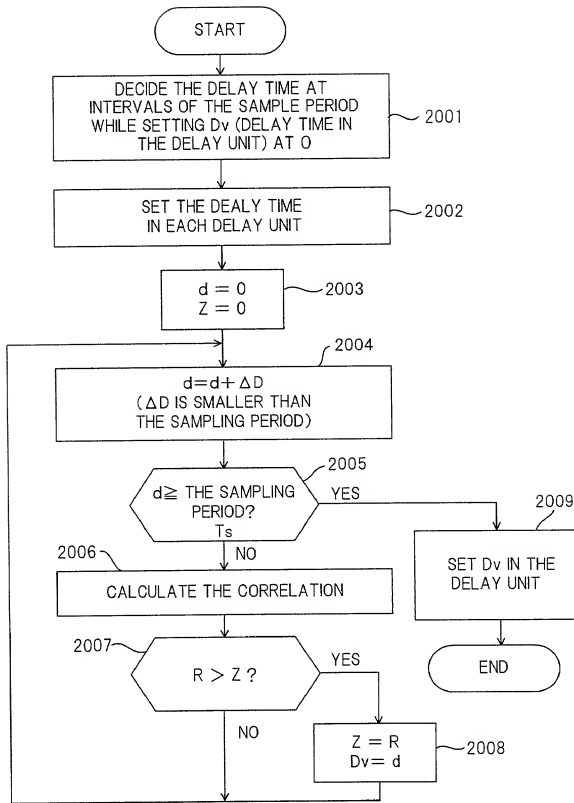 START
DECIDE THE DELAY TIME AT
INTERVALS OF THE SAMPLE PERIOD
WHILE SETTING Dv (DELAY TIME IN
THE DELAY UNIT) AT 0
2001
SET THE DEALY TIME
IN EACH DELAY UNIT
2002
d = 0
Z = 0
2003
2004
d=d+ ΔD
(ΔD IS SMALLER THAN
THE SAMPLING PERIOD)
2005
d≧ THE SAMPLING
PERIOD?
Ts
YES
NO
2009
SET Dv IN THE
DELAY UNIT
END
2006
CALCULATE THE CORRELATION
2007
R > Z ?
YES
NO
Z = R
Dv= d
2008